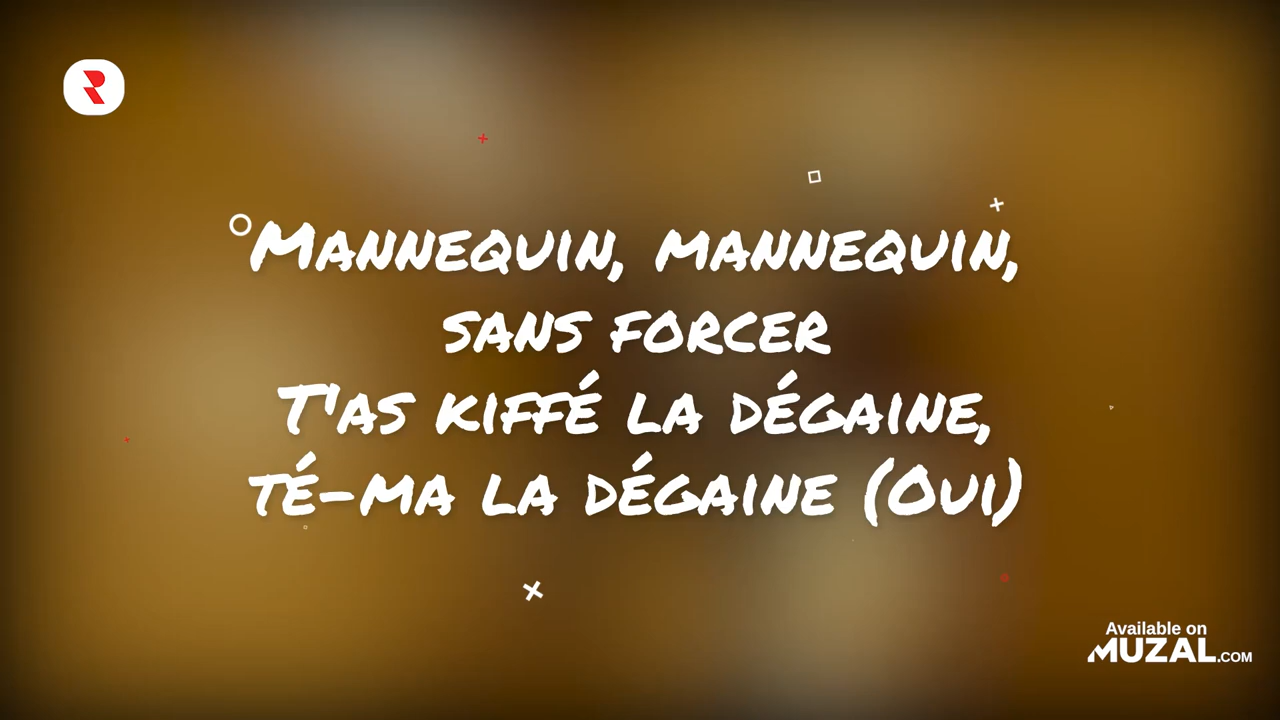 R
Mannequin, mannequin,
sans forcer
T'as kiffé la dégaine,
té-ma la dégaine (Oui)
Available on
MUZAL.COM